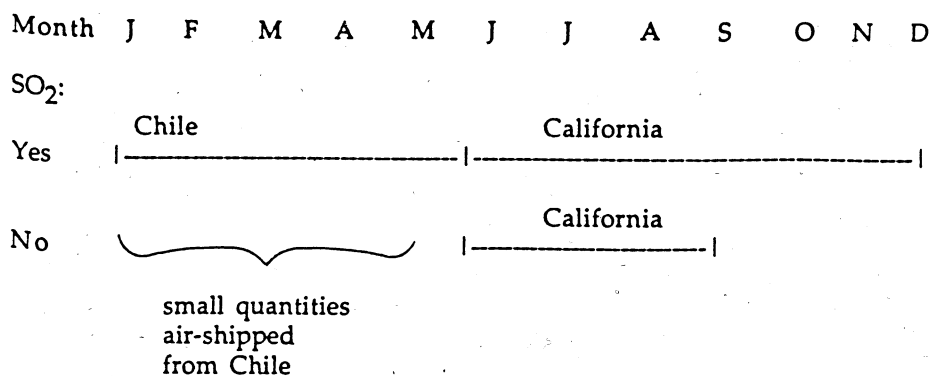 Month J F M A M J J A S O N D
SO2:
Chile California
Yes
California
No
small quantities
air-shipped
from Chile